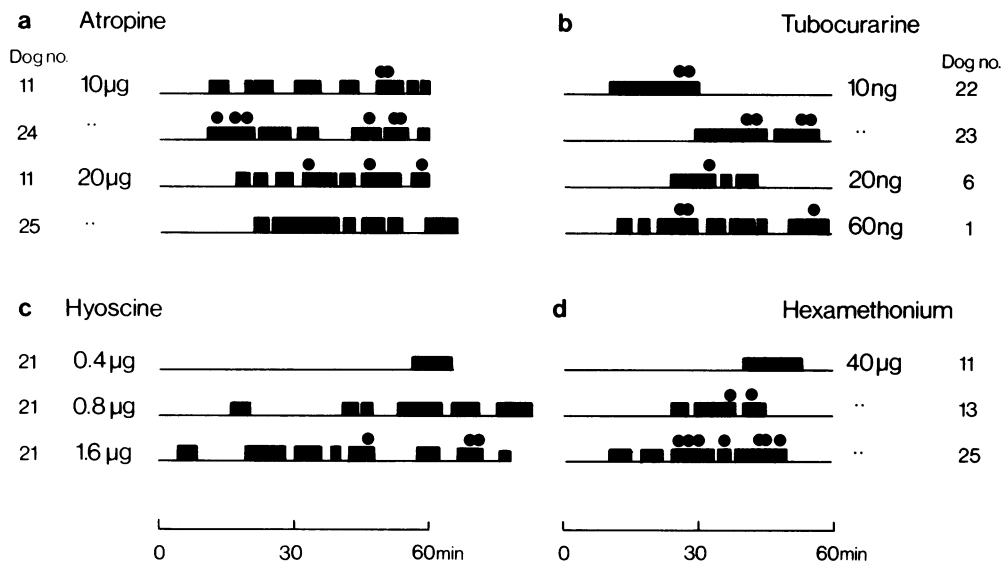 a Atropine
Dog no.
11 10µg
24 ··
11 20µg
25 ··
b Tubocurarine
Dog no.
10ng 22
·· 23
20ng 6
60ng 1
c Hyoscine
21 0.4µg
21 0.8µg
21 1.6µg
0 30 60min
d Hexamethonium
40µg 11
·· 13
·· 25
0 30 60min